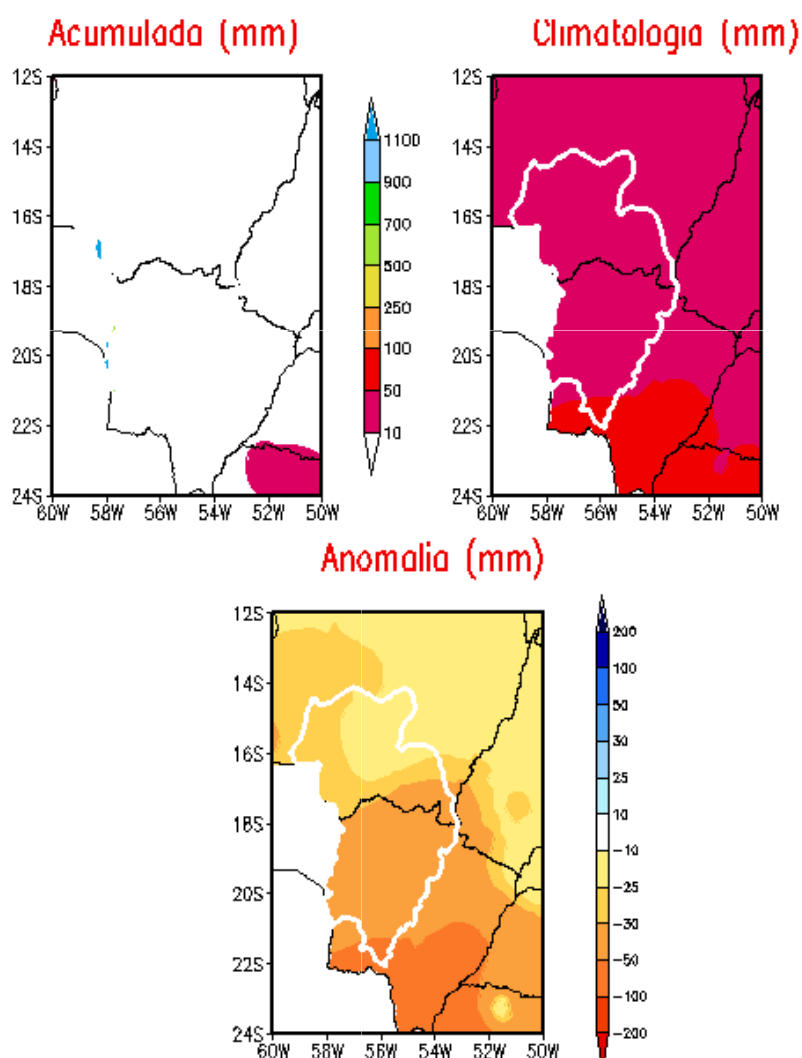 Acumulada (mm)
12S
14S
16S
18S
20S
22S
24S
60W 58W 56W 54W 52W 50W
1100
900
700
500
250
100
50
10
Climatologia (mm)
12S
14S
16S
18S
20S
22S
24S
60W 58W 56W 54W 52W 50W
Anomalia (mm)
12S
14S
16S
18S
20S
22S
24S
60W 58W 56W 54W 52W 50W
200
100
50
30
25
10
-10
-25
-30
-50
-100
-200